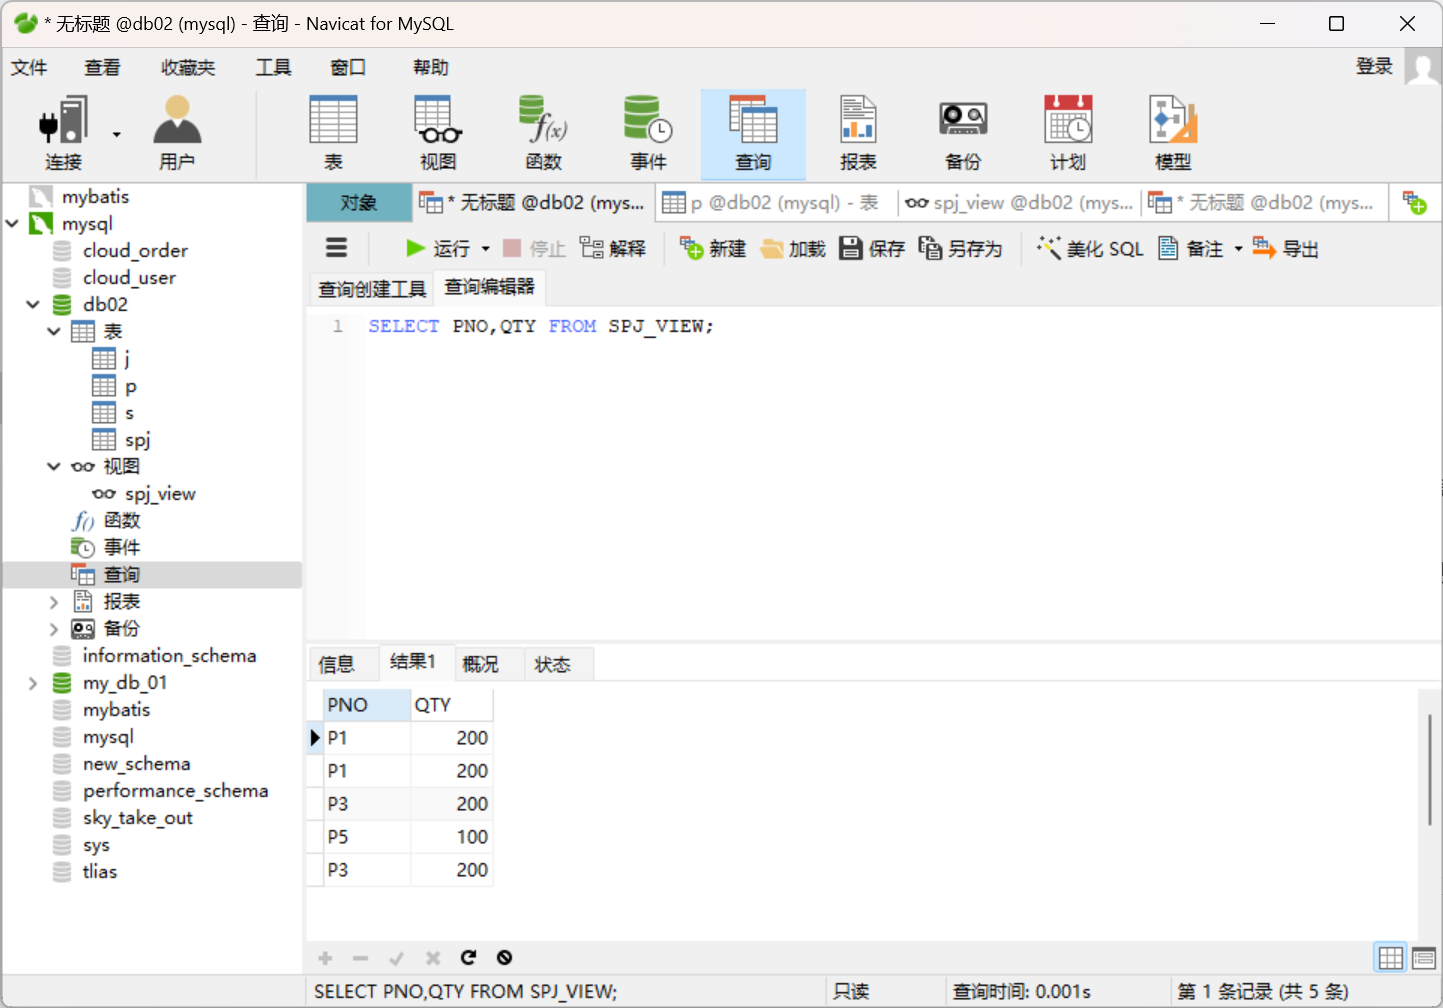 * 无标题 @db02 (mysql) - 查询 - Navicat for MySQL
文件 查看 收藏夹 工具 窗口 帮助 登录
连接 用户 表 视图 函数 事件 查询 报表 备份 计划 模型
mybatis
mysql
cloud_order
cloud_user
db02
表
j
p
s
spj
视图
spj_view
函数
事件
查询
报表
备份
information_schema
my_db_01
mybatis
mysql
new_schema
performance_schema
sky_take_out
sys
tlias
对象 * 无标题 @db02 (mys... p @db02 (mysql) - 表 spj_view @db02 (mys... * 无标题 @db02 (mys...
运行 停止 解释 新建 加载 保存 另存为 美化 SQL 备注 导出
查询创建工具 查询编辑器
1 SELECT PNO,QTY FROM SPJ_VIEW;
信息 结果1 概况 状态
PNO QTY
P1 200
P1 200
P3 200
P5 100
P3 200
SELECT PNO,QTY FROM SPJ_VIEW; 只读 查询时间: 0.001s 第 1 条记录 (共 5 条)